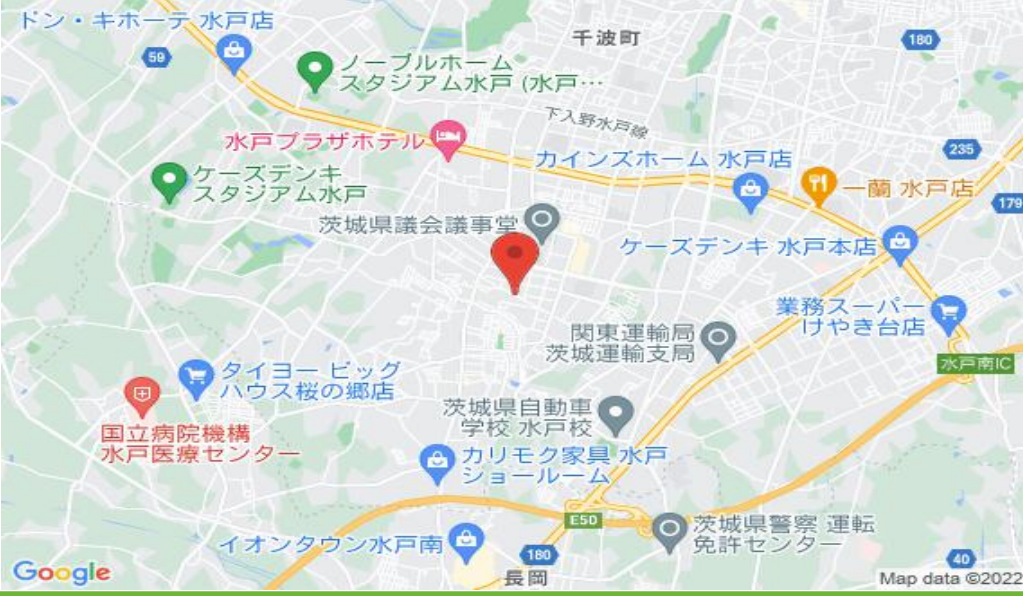 ドン・キホーテ 水戸店
千波町
180
59
ノーブルホーム
スタジアム水戸 (水戸…
下入野水戸線
水戸プラザホテル
カインズホーム 水戸店
235
ケーズデンキ
スタジアム水戸
一蘭 水戸店
179
茨城県議会議事堂
ケーズデンキ 水戸本店
業務スーパー
けやき台店
関東運輸局
茨城運輸支局
水戸南IC
タイヨー ビッグ
ハウス桜の郷店
茨城県自動車
学校 水戸校
国立病院機構
水戸医療センター
カリモク家具 水戸
ショールーム
E50
茨城県警察 運転
免許センター
イオンタウン水戸南
180
40
長岡
Google
Map data ©2022